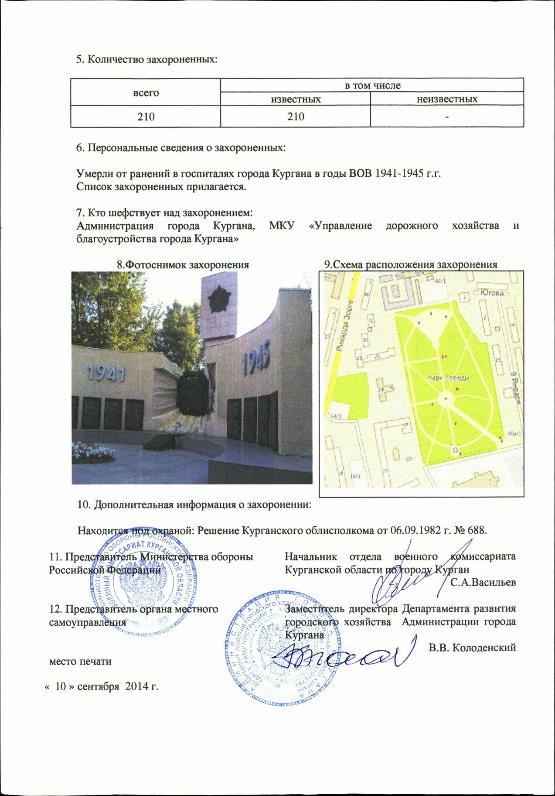 5. Количество захороненных:
всего
в том числе
известных
неизвестных
210
210
-
6. Персональные сведения о захороненных:
Умерли от ранений в госпиталях города Кургана в годы ВОВ 1941-1945 г.г.
Список захороненных прилагается.
7. Кто шефствует над захоронением:
Администрация города Кургана, МКУ «Управление дорожного хозяйства и
благоустройства города Кургана»
8.Фотоснимок захоронения
9.Схема расположения захоронения
1941
1945
Югова
Рихарда Зорге
парк Победы
10. Дополнительная информация о захоронении:
Находится под охраной: Решение Курганского облисполкома от 06.09.1982 г. № 688.
11. Представитель Министерства обороны
Российской Федерации
Начальник отдела военного комиссариата
Курганской области по городу Курган
С.А.Васильев
12. Представитель органа местного
самоуправления
Заместитель директора Департамента развития
городского хозяйства Администрации города
Кургана
В.В. Колоденский
место печати
« 10 » сентября 2014 г.